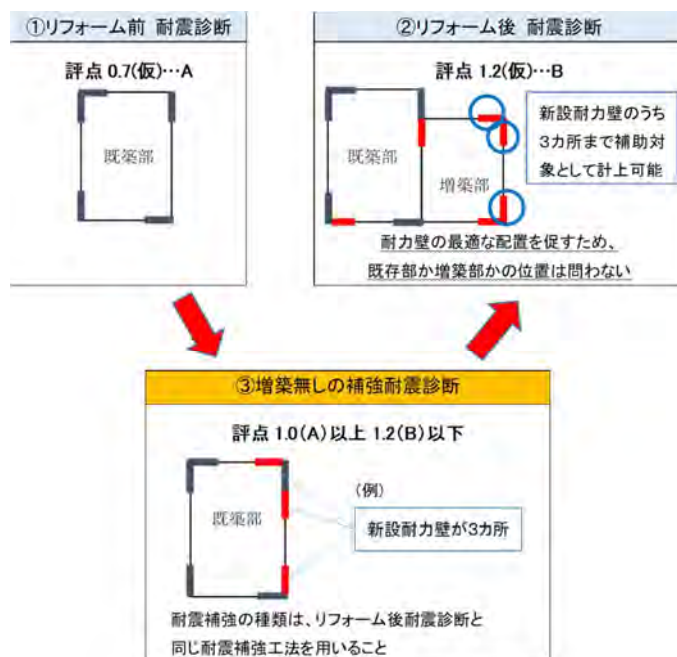 ①リフォーム前 耐震診断
評点 0.7(仮)…A
既築部
②リフォーム後 耐震診断
評点 1.2(仮)…B
既築部
増築部
新設耐力壁のうち
3カ所まで補助対
象として計上可能
耐力壁の最適な配置を促すため、
既存部か増築部かの位置は問わない
③増築無しの補強耐震診断
評点 1.0(A)以上 1.2(B)以下
既築部
(例)
新設耐力壁が3カ所
耐震補強の種類は、リフォーム後耐震診断と
同じ耐震補強工法を用いること